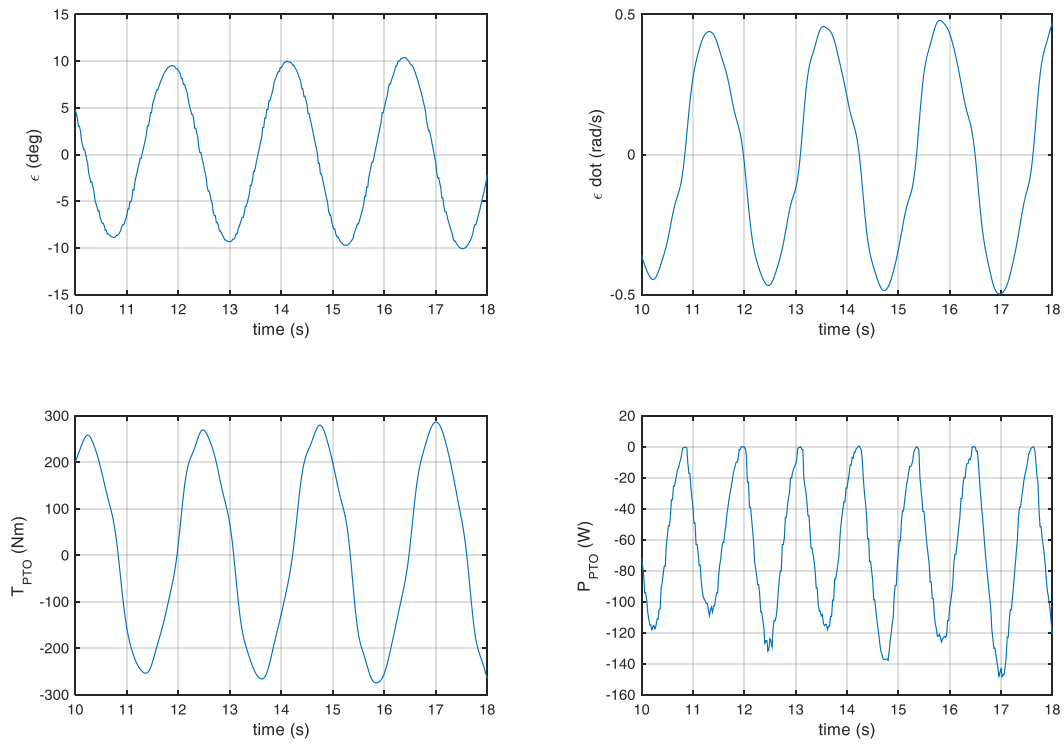 15
10
5
0
-5
-10
-15
ϵ (deg)
10 11 12 13 14 15 16 17 18
time (s)
0.5
0
-0.5
ϵ dot (rad/s)
10 11 12 13 14 15 16 17 18
time (s)
300
200
100
0
-100
-200
-300
T_PTO (Nm)
10 11 12 13 14 15 16 17 18
time (s)
20
0
-20
-40
-60
-80
-100
-120
-140
-160
P_PTO (W)
10 11 12 13 14 15 16 17 18
time (s)